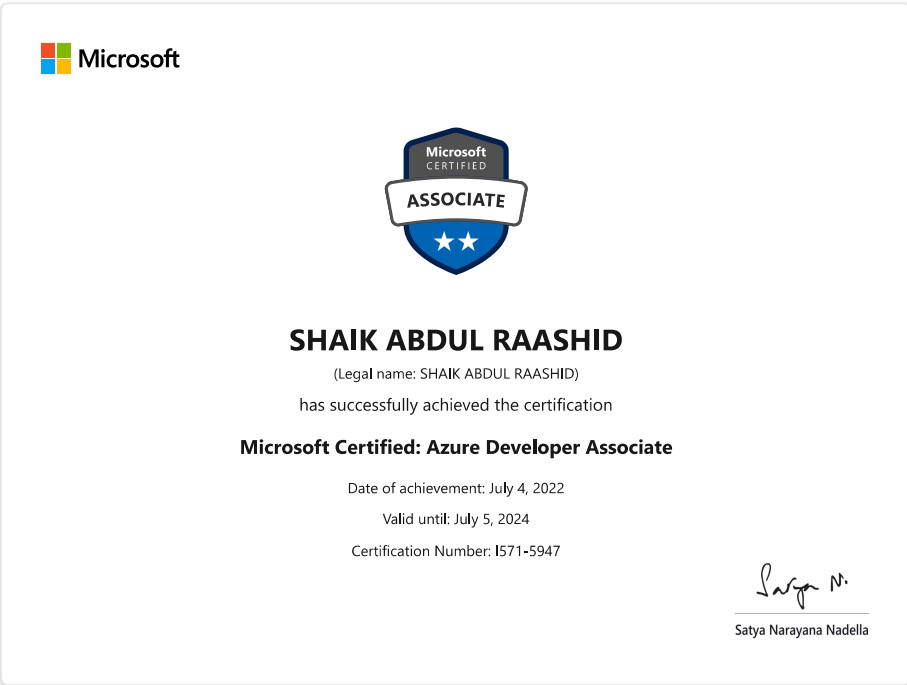 Microsoft
Microsoft
CERTIFIED
ASSOCIATE
SHAIK ABDUL RAASHID
(Legal name: SHAIK ABDUL RAASHID)
has successfully achieved the certification
Microsoft Certified: Azure Developer Associate
Date of achievement: July 4, 2022
Valid until: July 5, 2024
Certification Number: I571-5947
Satya N.
Satya Narayana Nadella